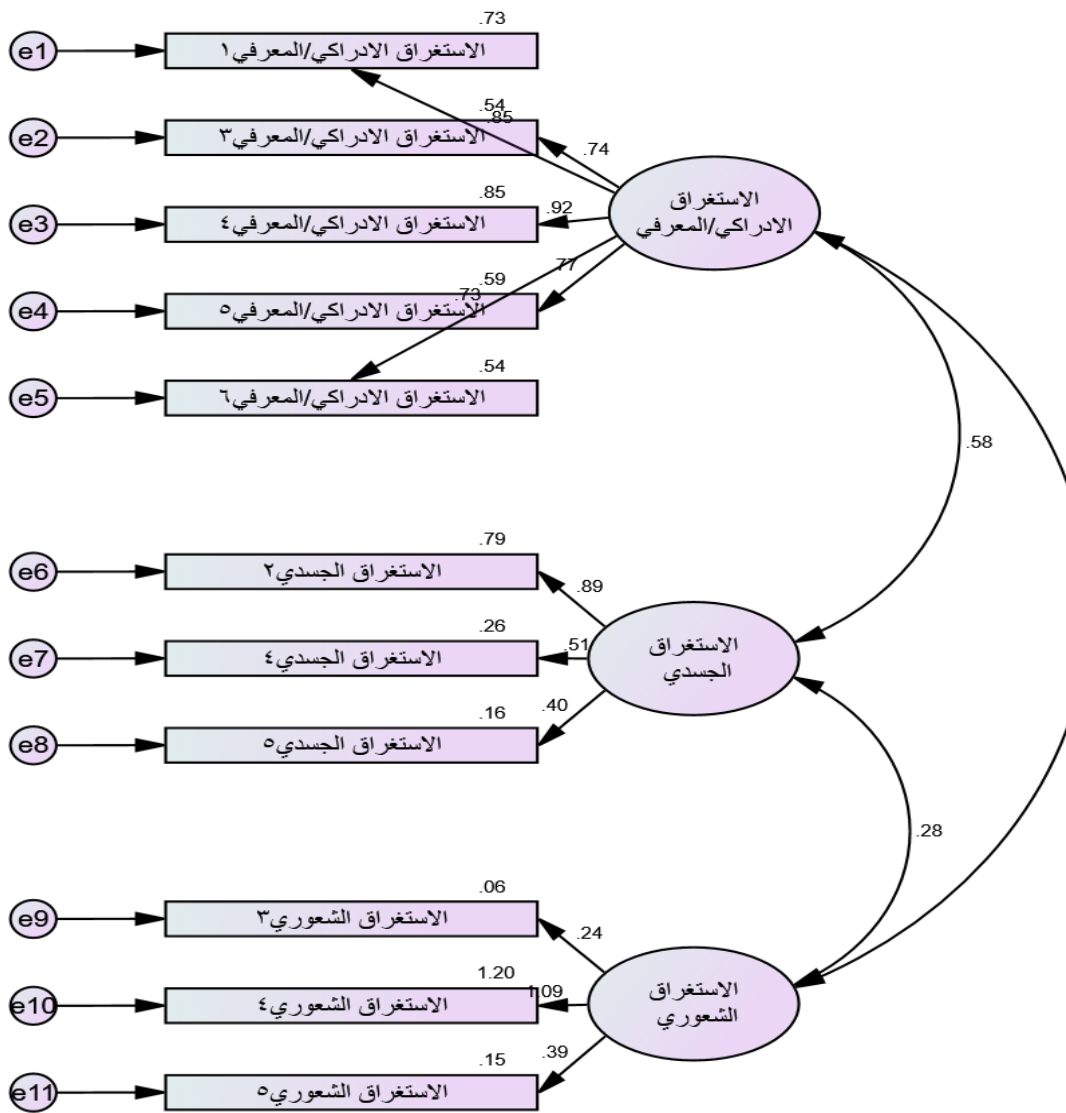 .73
e1
الاستغراق الادراكي/المعرفي١
.54
.85
e2
الاستغراق الادراكي/المعرفي٣
.74
.85
.92
e3
الاستغراق الادراكي/المعرفي٤
الاستغراق
الادراكي/المعرفي
.59
.77
.73
e4
الاستغراق الادراكي/المعرفي٥
.54
e5
الاستغراق الادراكي/المعرفي٦
.58
.79
e6
الاستغراق الجسدي٢
.89
.26
.51
e7
الاستغراق الجسدي٤
الاستغراق
الجسدي
.16
.40
e8
الاستغراق الجسدي٥
.28
.06
e9
الاستغراق الشعوري٣
.24
1.20
1.09
e10
الاستغراق الشعوري٤
الاستغراق
الشعوري
.15
.39
e11
الاستغراق الشعوري٥